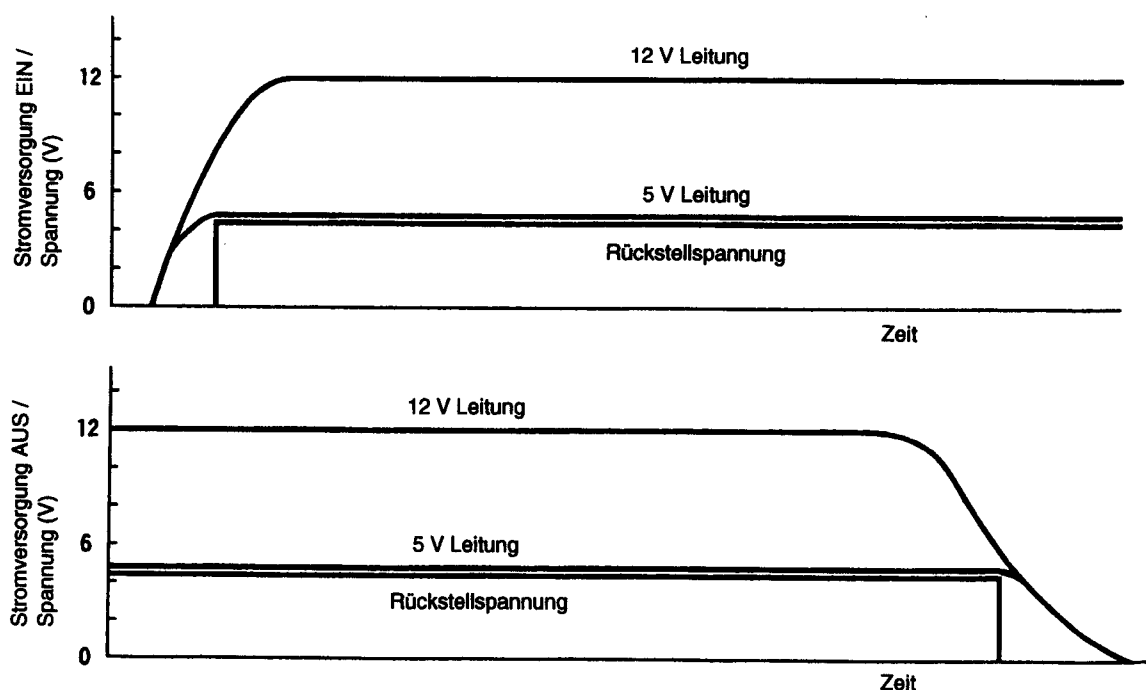 Stromversorgung EIN /
Spannung (V)
12
6
0
12 V Leitung
5 V Leitung
Rückstellspannung
Zeit
Stromversorgung AUS /
Spannung (V)
12
6
0
12 V Leitung
5 V Leitung
Rückstellspannung
Zeit